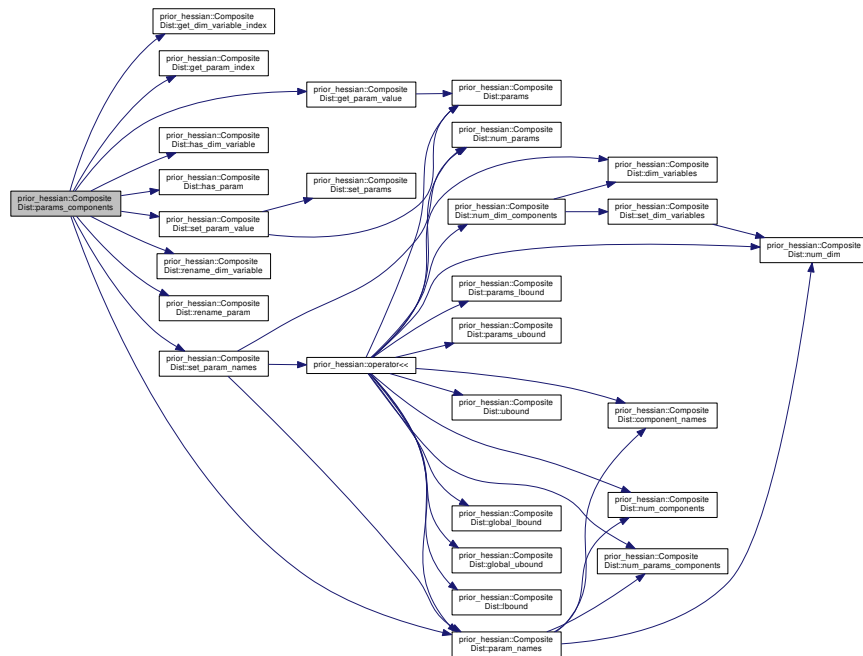 prior_hessian::Composite
Dist::get_dim_variable_index
prior_hessian::Composite
Dist::get_param_index
prior_hessian::Composite
Dist::get_param_value
prior_hessian::Composite
Dist::params
prior_hessian::Composite
Dist::num_params
prior_hessian::Composite
Dist::has_dim_variable
prior_hessian::Composite
Dist::dim_variables
prior_hessian::Composite
Dist::has_param
prior_hessian::Composite
Dist::set_params
prior_hessian::Composite
Dist::params_components
prior_hessian::Composite
Dist::set_param_value
prior_hessian::Composite
Dist::num_dim_components
prior_hessian::Composite
Dist::set_dim_variables
prior_hessian::Composite
Dist::num_dim
prior_hessian::Composite
Dist::rename_dim_variable
prior_hessian::Composite
Dist::params_lbound
prior_hessian::Composite
Dist::rename_param
prior_hessian::Composite
Dist::params_ubound
prior_hessian::Composite
Dist::set_param_names
prior_hessian::operator<<
prior_hessian::Composite
Dist::ubound
prior_hessian::Composite
Dist::component_names
prior_hessian::Composite
Dist::num_components
prior_hessian::Composite
Dist::global_lbound
prior_hessian::Composite
Dist::global_ubound
prior_hessian::Composite
Dist::num_params_components
prior_hessian::Composite
Dist::lbound
prior_hessian::Composite
Dist::param_names